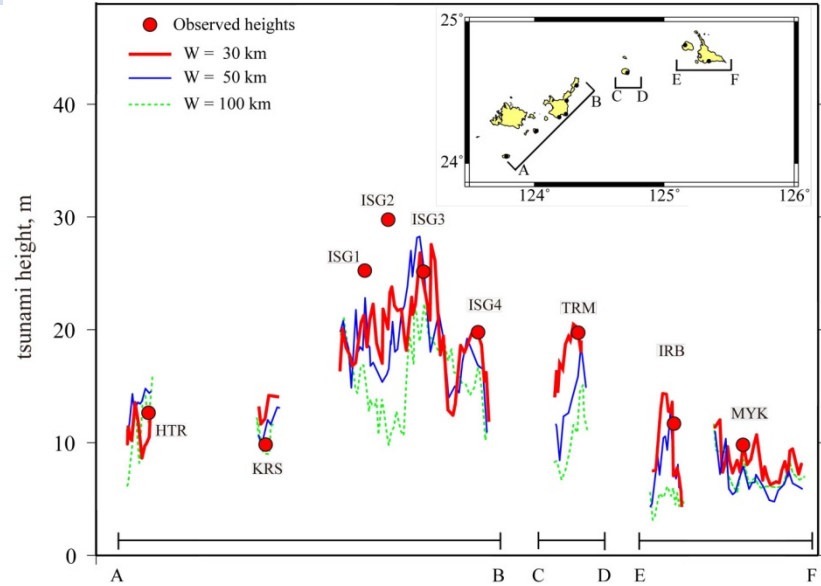 Observed heights
W = 30 km
W = 50 km
W = 100 km
25°
24°
124°
125°
126°
A
B
C D
E F
tsunami height, m
40
30
20
10
0
ISG1
ISG2
ISG3
ISG4
TRM
IRB
MYK
HTR
KRS
A B C D E F